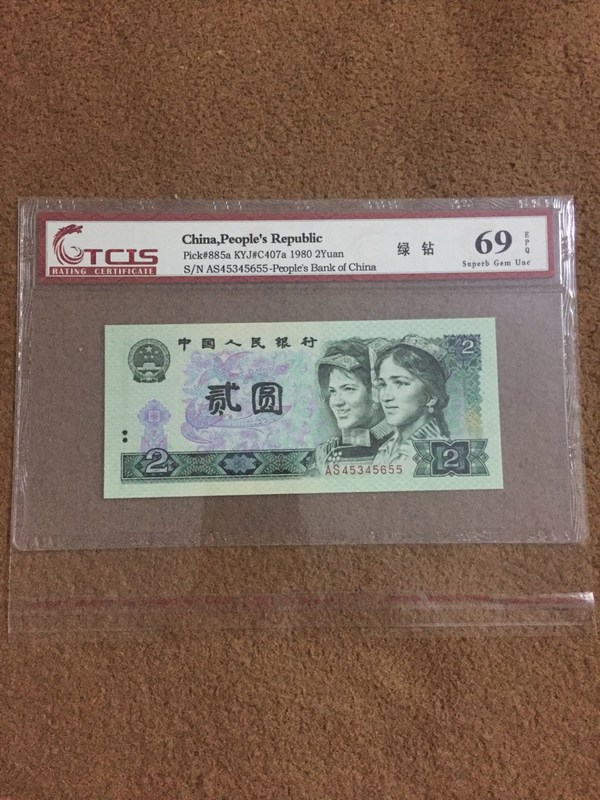 TCIS
RATING CERTIFICATE
China,People's Republic
Pick#885a KYJ#C407a 1980 2Yuan
S/N AS45345655-People's Bank of China
绿 钻
69 EPQ
Superb Gem Unc
中国人民银行
贰圆
2
2
AS45345655
2